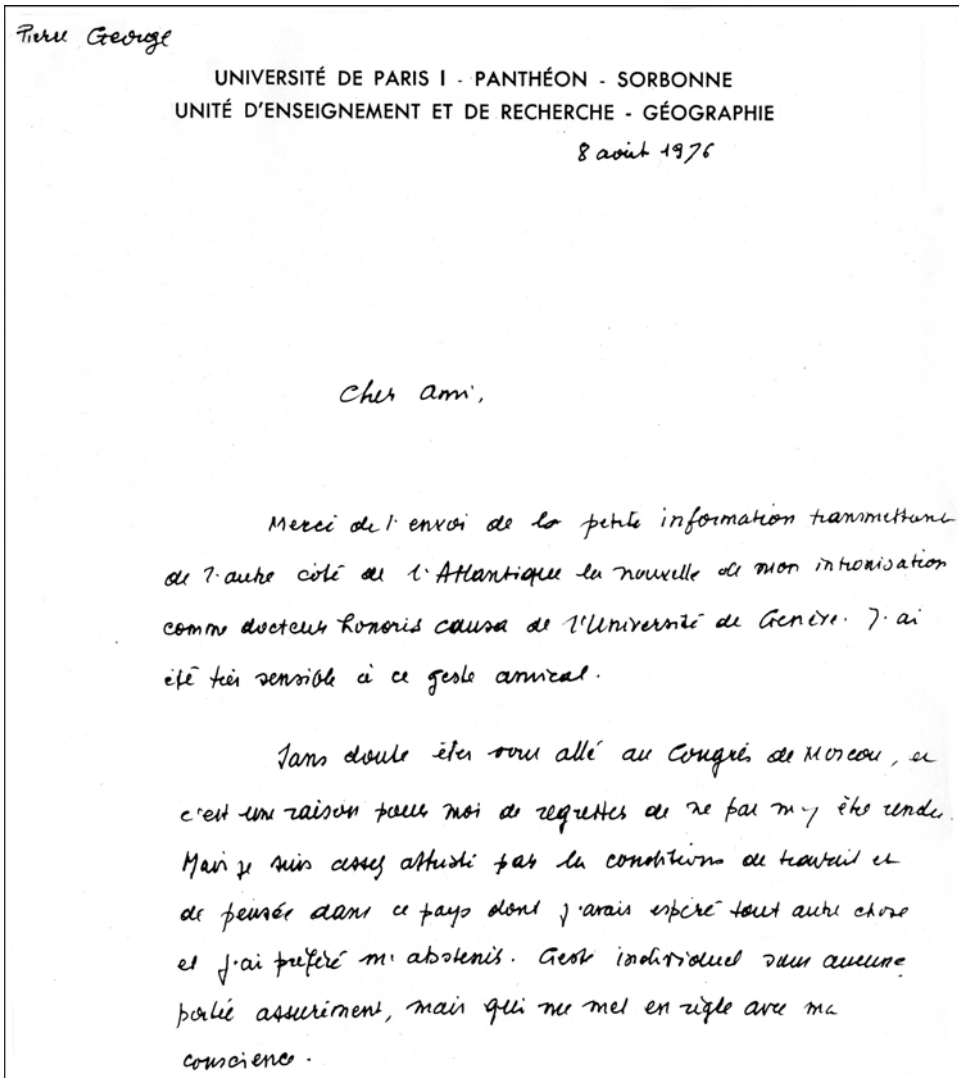 Pierre George
UNIVERSITÉ DE PARIS I - PANTHÉON - SORBONNE
UNITÉ D'ENSEIGNEMENT ET DE RECHERCHE - GÉOGRAPHIE
8 août 1976
Cher ami,
Merci de l'envoi de la petite information transmettant
de l'autre côté de l'Atlantique la nouvelle de mon intronisation
comme docteur honoris causa de l'Université de Genève. J'ai
été très sensible à ce geste amical.
Sans doute êtes vous allé au Congrès de Moscou, et
c'est une raison pour moi de regretter de ne pas m'y être rendu.
Mais je suis assez attristé par les conditions de travail et
de pensée dans ce pays dont j'avais espéré tout autre chose
et j'ai préféré m'abstenir. Geste individuel sans aucune
portée assurément, mais qui me met en règle avec ma
conscience.